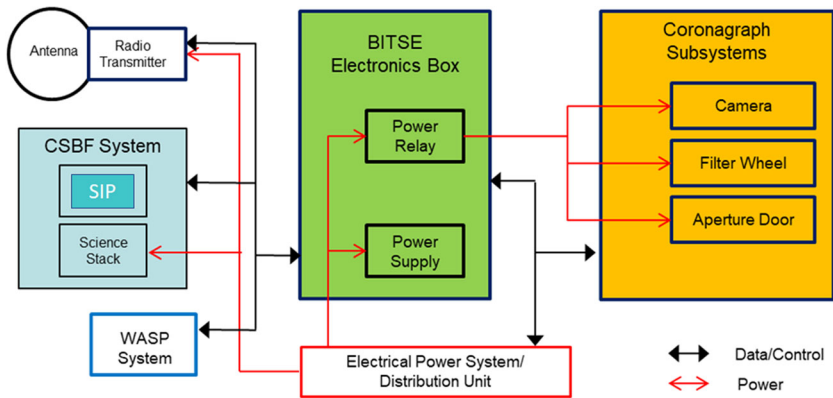 Antenna
Radio
Transmitter
CSBF System
SIP
Science
Stack
WASP
System
BITSE
Electronics Box
Power
Relay
Power
Supply
Electrical Power System/
Distribution Unit
Coronagraph
Subsystems
Camera
Filter Wheel
Aperture Door
Data/Control
Power